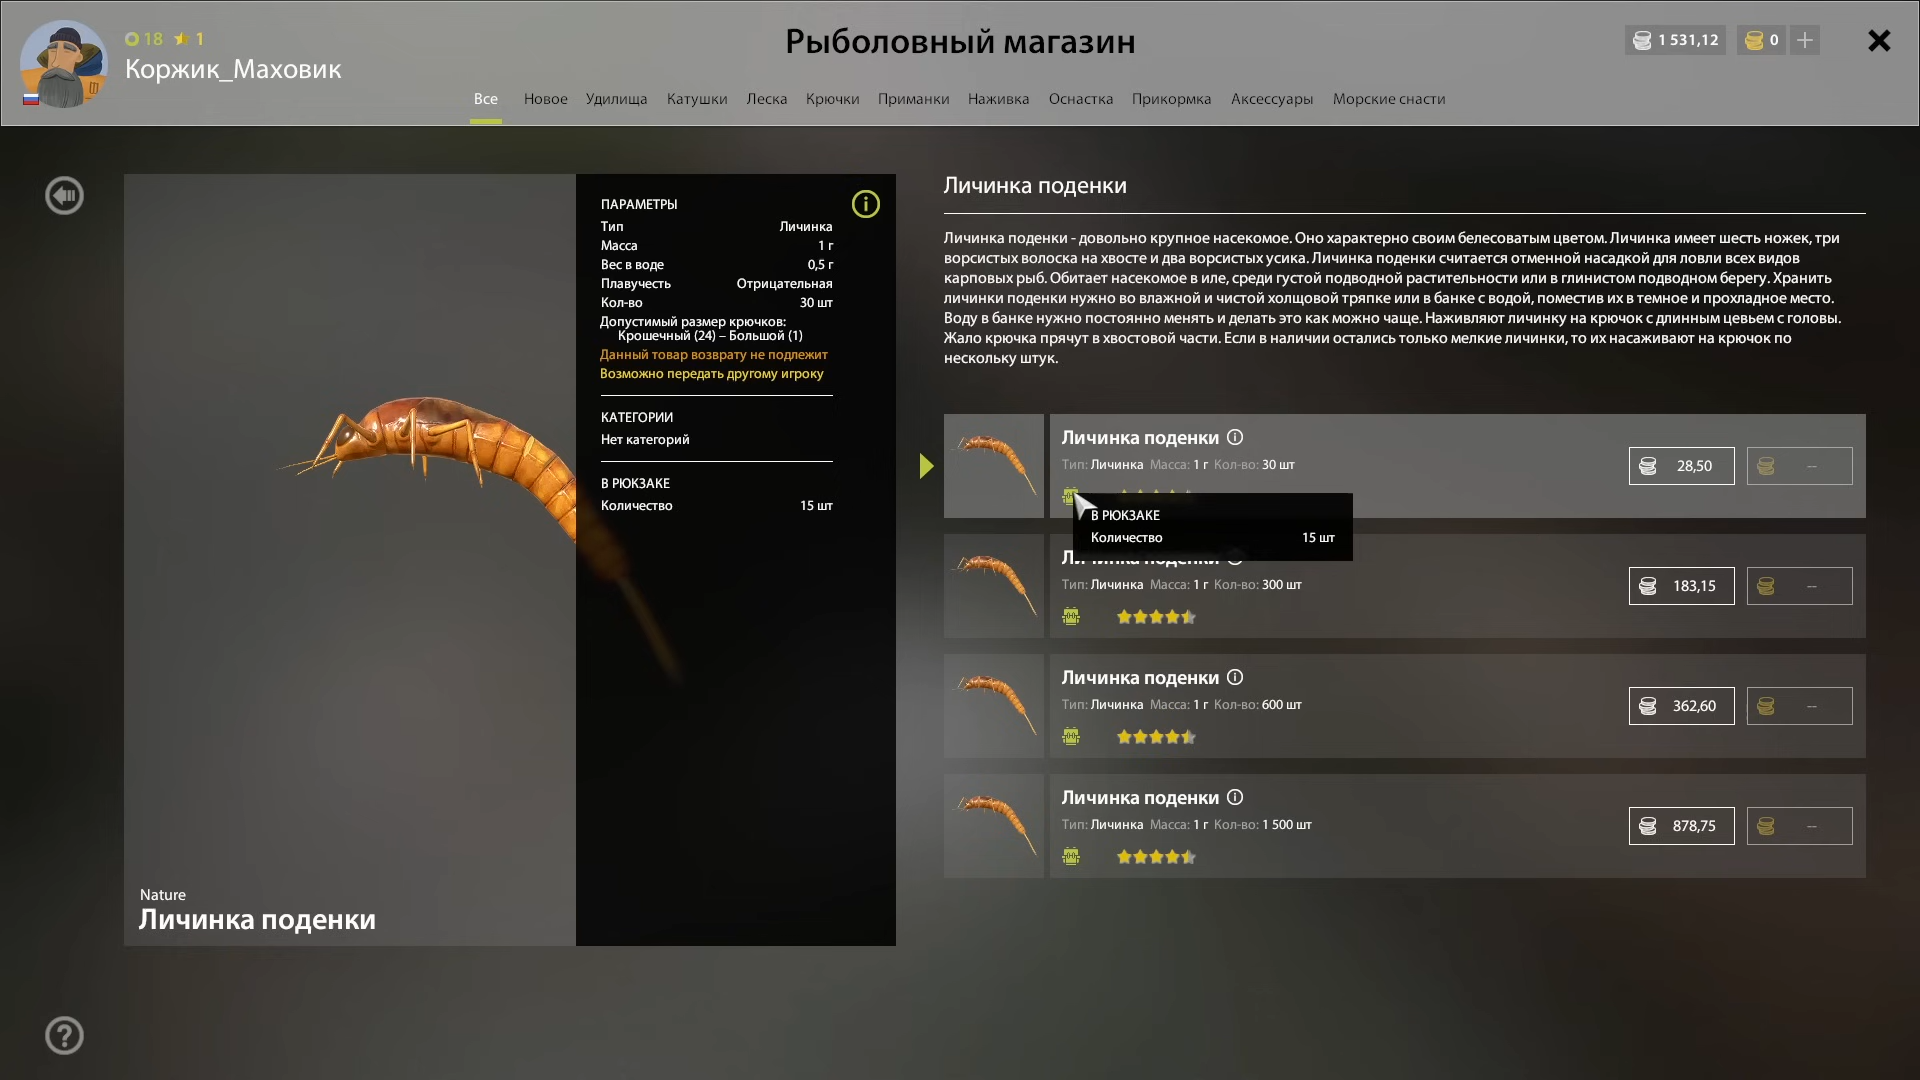 18 1
Коржик_Маховик
Рыболовный магазин
1 531,12 0
Все Новое Удилища Катушки Леска Крючки Приманки Наживка Оснастка Прикормка Аксессуары Морские снасти
ПАРАМЕТРЫ
Тип Личинка
Масса 1 г
Вес в воде 0,5 г
Плавучесть Отрицательная
Кол-во 30 шт
Допустимый размер крючков:
Крошечный (24) – Большой (1)
Данный товар возврату не подлежит
Возможно передать другому игроку
КАТЕГОРИИ
Нет категорий
В РЮКЗАКЕ
Количество 15 шт
Nature
Личинка поденки
Личинка поденки
Личинка поденки - довольно крупное насекомое. Оно характерно своим белесоватым цветом. Личинка имеет шесть ножек, три
ворсистых волоска на хвосте и два ворсистых усика. Личинка поденки считается отменной насадкой для ловли всех видов
карповых рыб. Обитает насекомое в иле, среди густой подводной растительности или в глинистом подводном берегу. Хранить
личинки поденки нужно во влажной и чистой холщовой тряпке или в банке с водой, поместив их в темное и прохладное место.
Воду в банке нужно постоянно менять и делать это как можно чаще. Наживляют личинку на крючок с длинным цевьем с головы.
Жало крючка прячут в хвостовой части. Если в наличии остались только мелкие личинки, то их насаживают на крючок по
нескольку штук.
Личинка поденки
Тип: Личинка Масса: 1 г Кол-во: 30 шт
28,50 --
В РЮКЗАКЕ
Количество 15 шт
Личинка поденки
Тип: Личинка Масса: 1 г Кол-во: 300 шт
183,15 --
Личинка поденки
Тип: Личинка Масса: 1 г Кол-во: 600 шт
362,60 --
Личинка поденки
Тип: Личинка Масса: 1 г Кол-во: 1 500 шт
878,75 --